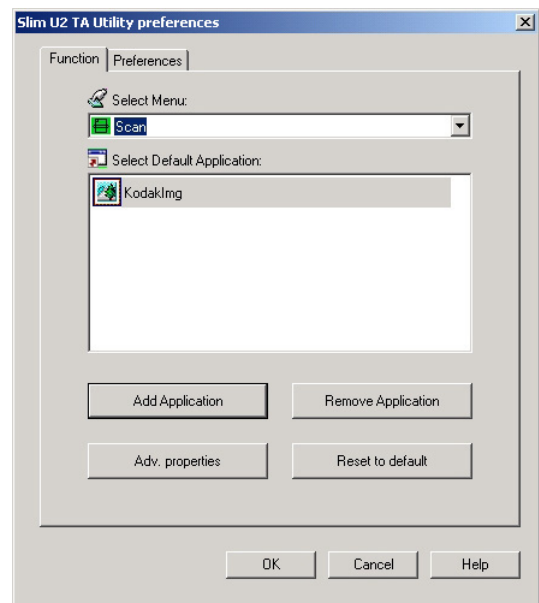 Slim U2 TA Utility preferences
Function Preferences
Select Menu:
Scan
Select Default Application:
KodakImg
Add Application Remove Application
Adv. properties Reset to default
OK Cancel Help